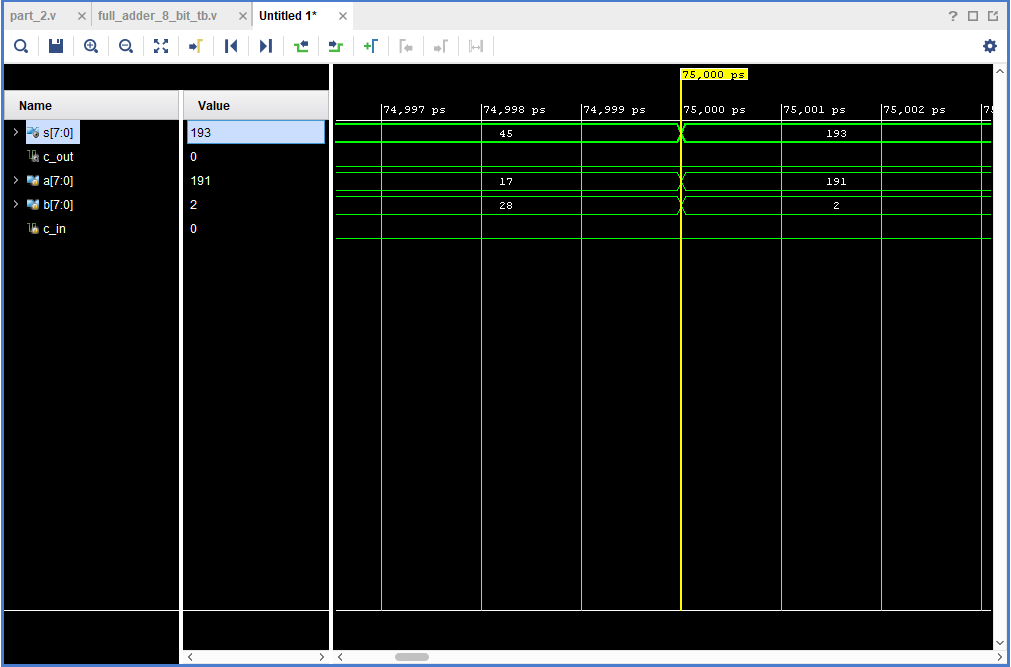 part_2.v full_adder_8_bit_tb.v Untitled 1*
75,000 ps
Name Value
74,997 ps 74,998 ps 74,999 ps 75,000 ps 75,001 ps 75,002 ps
s[7:0] 193 45 193
c_out 0
a[7:0] 191 17 191
b[7:0] 2 28 2
c_in 0